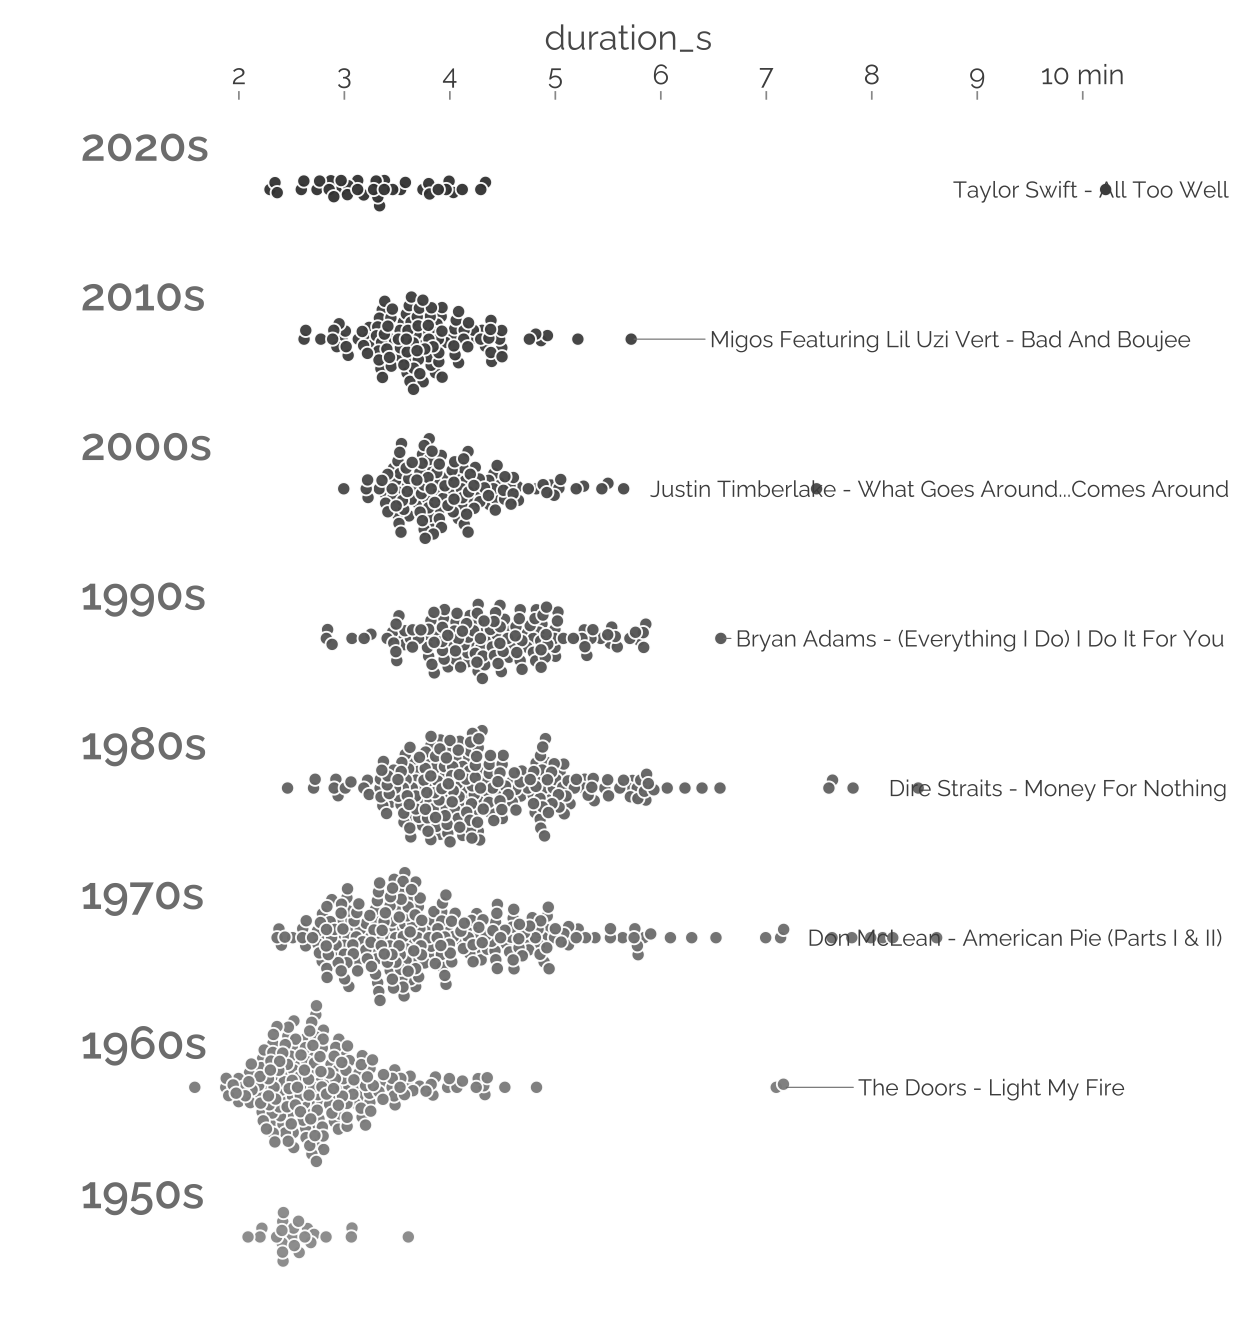 duration_s
2 3 4 5 6 7 8 9 10 min
2020s
Taylor Swift - All Too Well
2010s
Migos Featuring Lil Uzi Vert - Bad And Boujee
2000s
Justin Timberlake - What Goes Around...Comes Around
1990s
Bryan Adams - (Everything I Do) I Do It For You
1980s
Dire Straits - Money For Nothing
1970s
Don McLean - American Pie (Parts I & II)
1960s
The Doors - Light My Fire
1950s